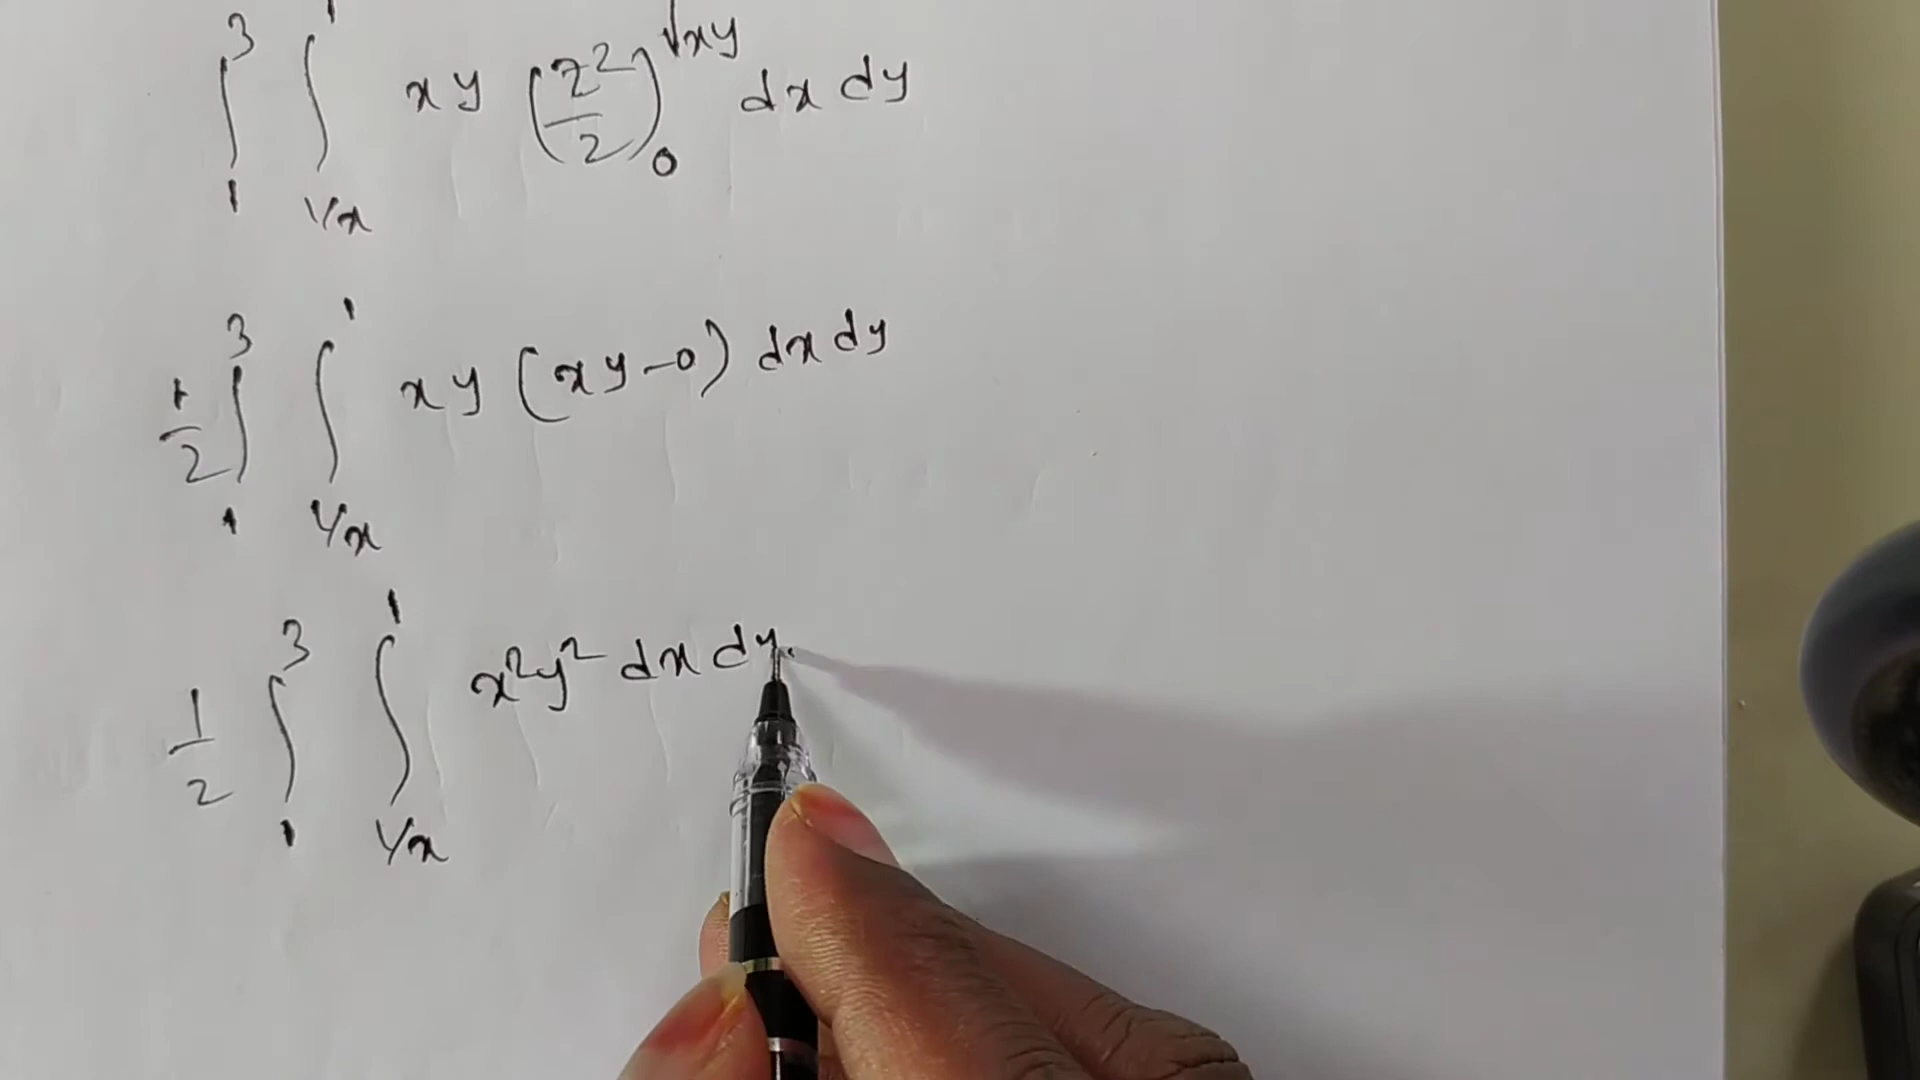 ∫₁³ ∫_{1/x}^{1} xy (z²/2)₀^{√xy} dx dy
1/2 ∫₁³ ∫_{1/x}^{1} xy (xy-0) dx dy
1/2 ∫₁³ ∫_{1/x}^{1} x²y² dx dy